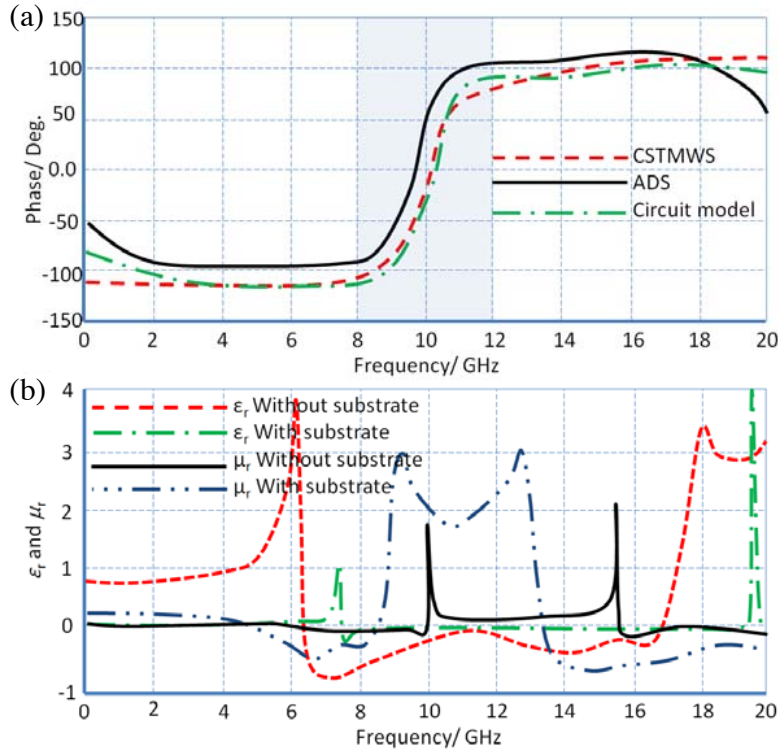 (a)
150
100
50
0.0
-50
-100
-150
Phase/ Deg.
CSTMWS
ADS
Circuit model
0 2 4 6 8 10 12 14 16 18 20
Frequency/ GHz
(b)
4
3
2
1
0
-1
εr and μr
εr Without substrate
εr With substrate
μr Without substrate
μr With substrate
0 2 4 6 8 10 12 14 16 18 20
Frequency/ GHz